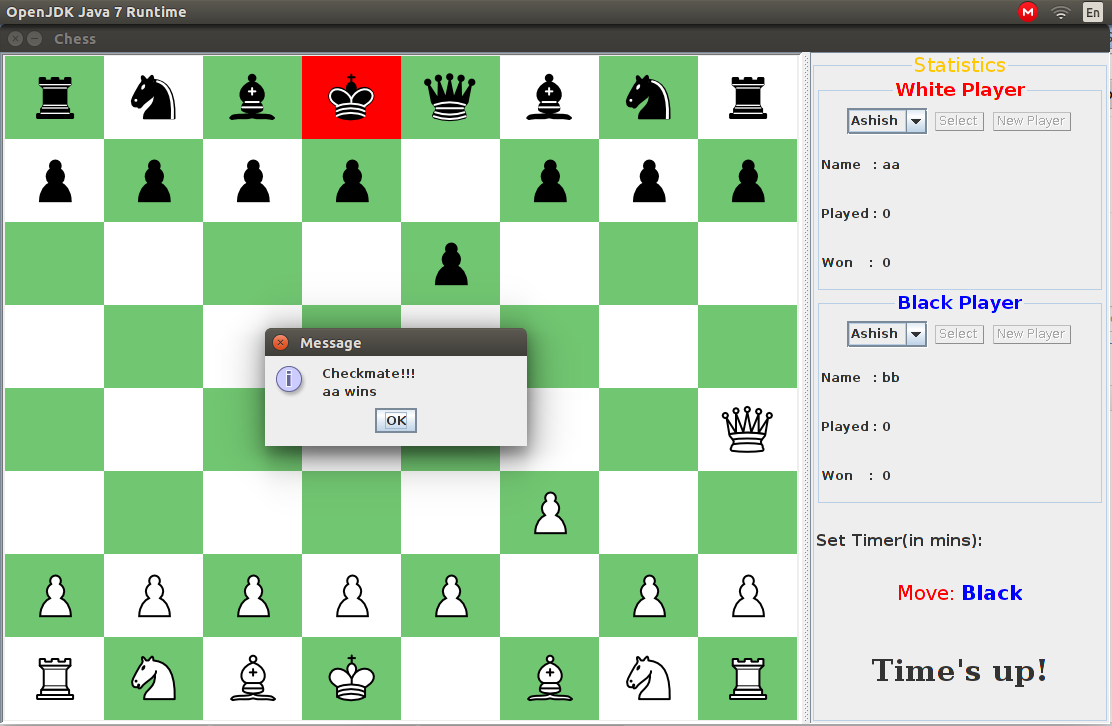 OpenJDK Java 7 Runtime
M
En
Chess
Statistics
White Player
Ashish
Select
New Player
Name : aa
Played : 0
Won : 0
Black Player
Ashish
Select
New Player
Name : bb
Played : 0
Won : 0
Set Timer(in mins):
Move: Black
Time's up!
Message
i
Checkmate!!!
aa wins
OK